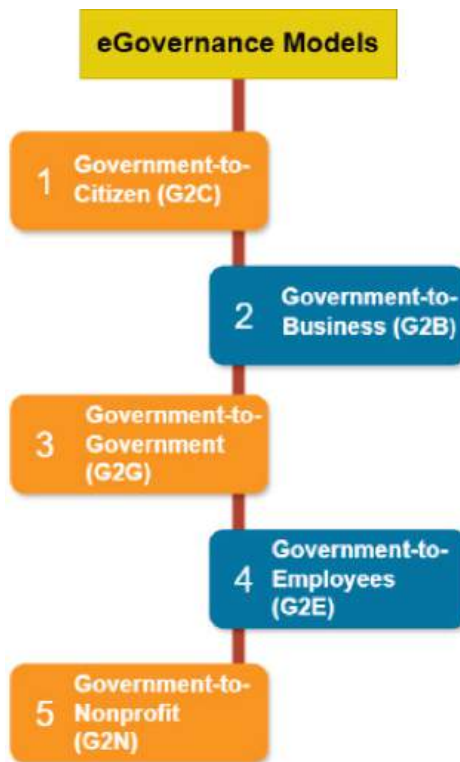 eGovernance Models
1
Government-to-
Citizen (G2C)
2
Government-to-
Business (G2B)
3
Government-to-
Government
(G2G)
4
Government-to-
Employees
(G2E)
5
Government-to-
Nonprofit
(G2N)